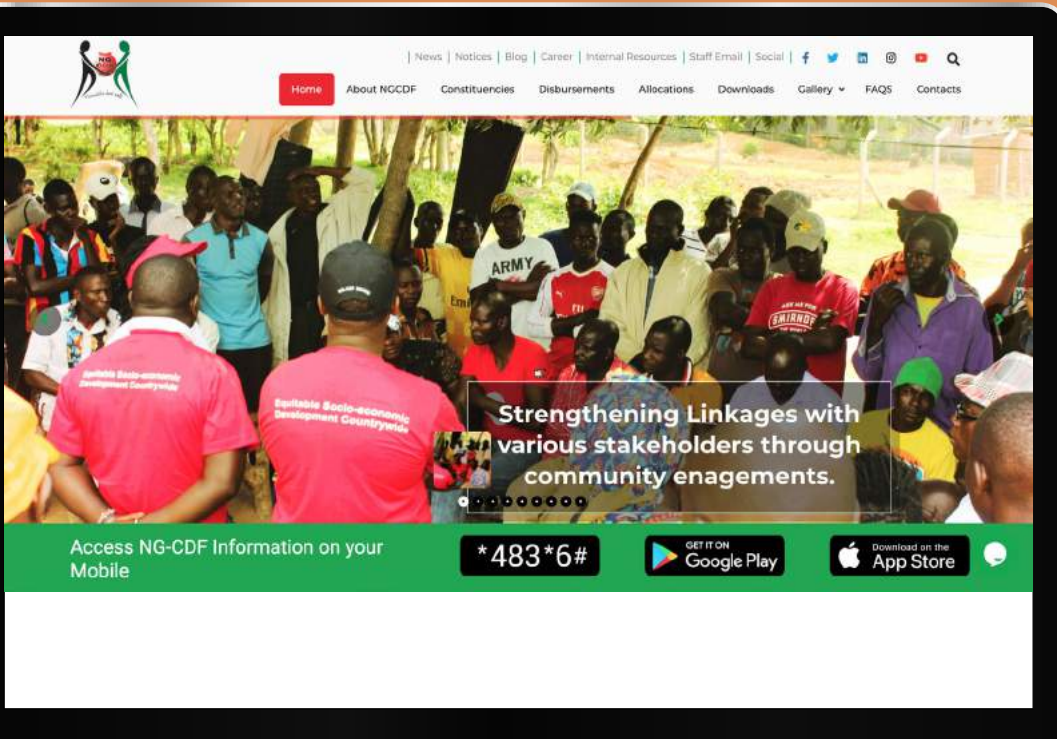 NG
CDF
| News | Notices | Blog | Career | Internal Resources | Staff Email | Social |
Home About NGCDF Constituencies Disbursements Allocations Downloads Gallery FAQS Contacts
ARMY
Equitable Socio-economic
Development Countrywide
Equitable Socio-economic
Development Countrywide
Strengthening Linkages with
various stakeholders through
community enagements.
Access NG-CDF Information on your
Mobile
*483*6#
GET IT ON
Google Play
Download on the
App Store